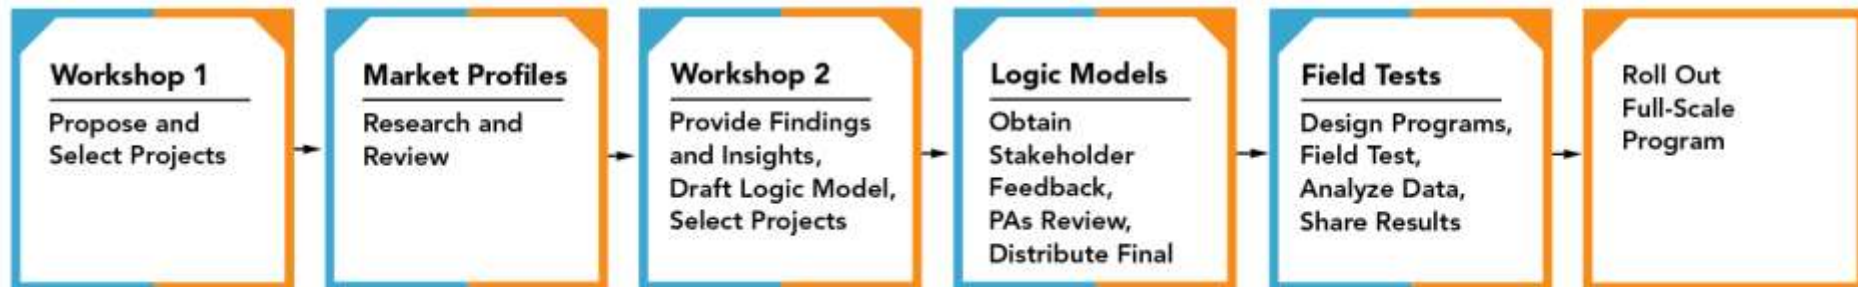 Workshop 1
Propose and
Select Projects
Market Profiles
Research and
Review
Workshop 2
Provide Findings
and Insights,
Draft Logic Model,
Select Projects
Logic Models
Obtain
Stakeholder
Feedback,
PAs Review,
Distribute Final
Field Tests
Design Programs,
Field Test,
Analyze Data,
Share Results
Roll Out
Full-Scale
Program